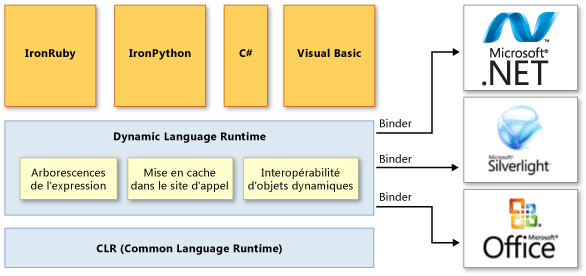 IronRuby
IronPython
C#
Visual Basic
Microsoft®
.NET
Dynamic Language Runtime
Binder
Arborescences
de l'expression
Mise en cache
dans le site d'appel
Interopérabilité
d'objets dynamiques
Binder
Microsoft®
Silverlight™
Binder
CLR (Common Language Runtime)
Microsoft®
Office